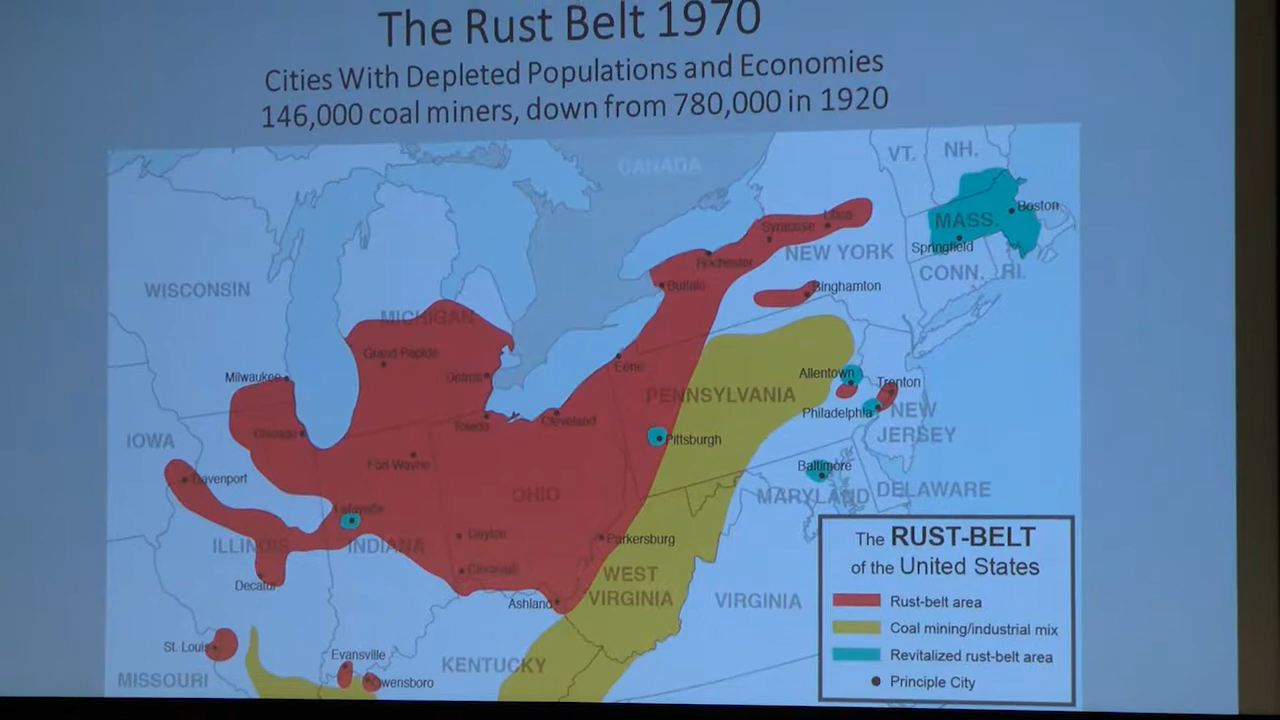 The Rust Belt 1970
Cities With Depleted Populations and Economies
146,000 coal miners, down from 780,000 in 1920
CANADA
VT.
NH.
Boston
MASS.
Utica
Syracuse
Springfield
NEW YORK
Rochester
CONN.
RI.
Buffalo
Binghamton
WISCONSIN
MICHIGAN
Grand Rapids
Eerie
Milwaukee
Detroit
Allentown
Trenton
PENNSYLVANIA
Philadelphia
NEW
JERSEY
Toledo
Cleveland
Chicago
IOWA
Pittsburgh
Fort Wayne
Baltimore
Davenport
MARYLAND
DELAWARE
OHIO
Lafayette
ILLINOIS
INDIANA
Dayton
Parkersburg
Cincinnati
Decatur
WEST
VIRGINIA
Ashland
VIRGINIA
St. Louis
Evansville
KENTUCKY
Owensboro
MISSOURI
The RUST-BELT
of the United States
Rust-belt area
Coal mining/industrial mix
Revitalized rust-belt area
Principle City